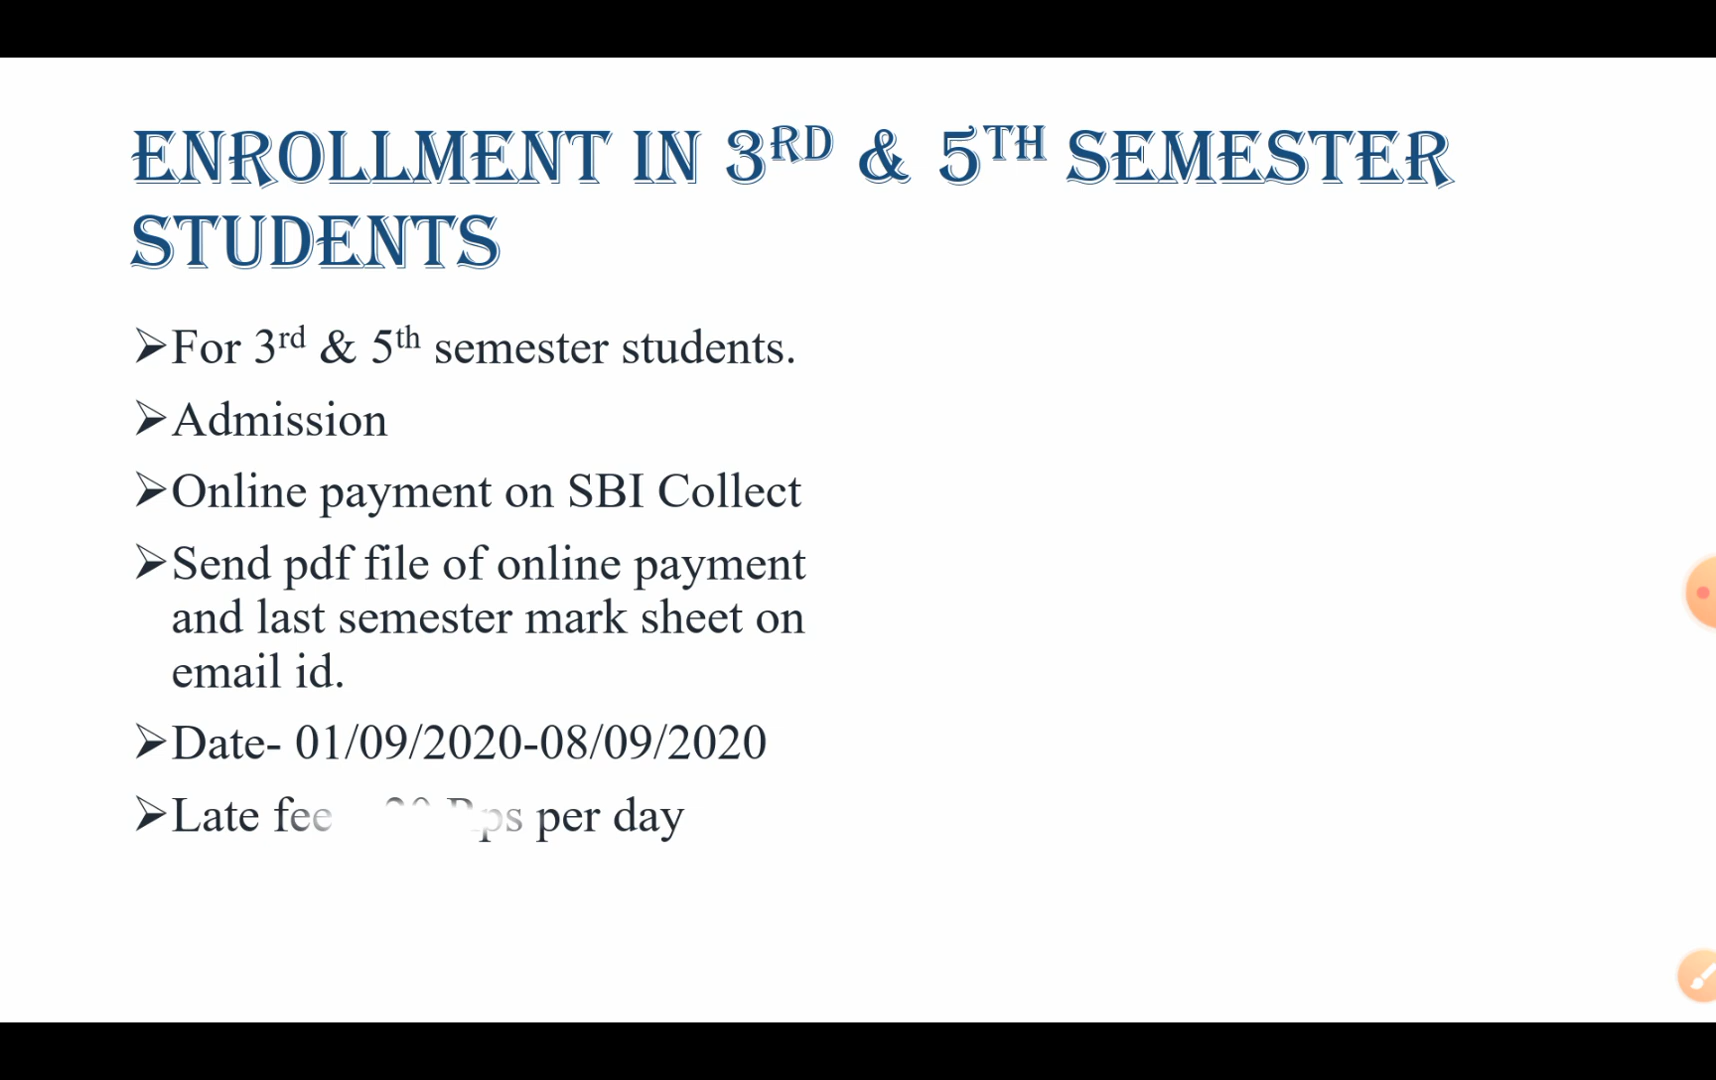 ENROLLMENT IN 3RD & 5TH SEMESTER
STUDENTS
➢For 3rd & 5th semester students.
➢Admission
➢Online payment on SBI Collect
➢Send pdf file of online payment
and last semester mark sheet on
email id.
➢Date- 01/09/2020-08/09/2020
➢Late fee per day